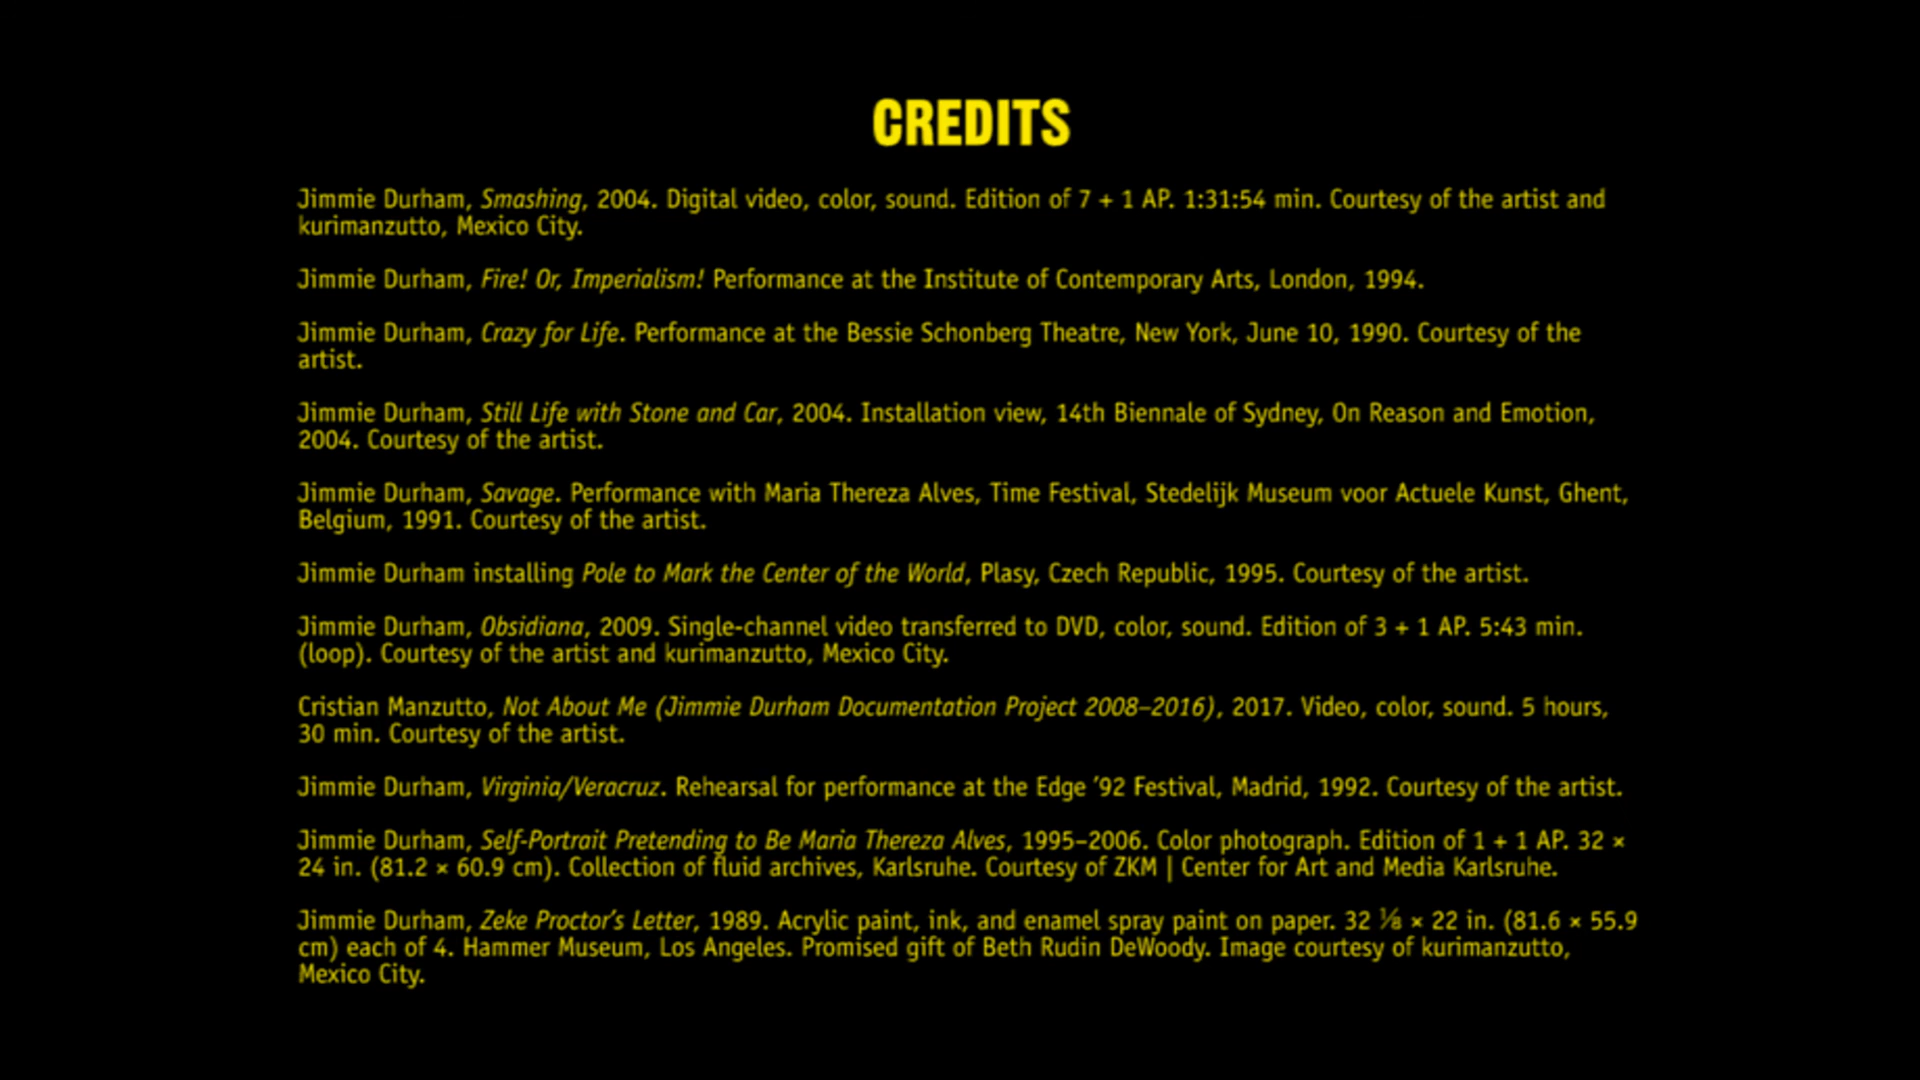 CREDITS
Jimmie Durham, Smashing, 2004. Digital video, color, sound. Edition of 7 + 1 AP. 1:31:54 min. Courtesy of the artist and
kurimanzutto, Mexico City.
Jimmie Durham, Fire! Or, Imperialism! Performance at the Institute of Contemporary Arts, London, 1994.
Jimmie Durham, Crazy for Life. Performance at the Bessie Schonberg Theatre, New York, June 10, 1990. Courtesy of the
artist.
Jimmie Durham, Still Life with Stone and Car, 2004. Installation view, 14th Biennale of Sydney, On Reason and Emotion,
2004. Courtesy of the artist.
Jimmie Durham, Savage. Performance with Maria Thereza Alves, Time Festival, Stedelijk Museum voor Actuele Kunst, Ghent,
Belgium, 1991. Courtesy of the artist.
Jimmie Durham installing Pole to Mark the Center of the World, Plasy, Czech Republic, 1995. Courtesy of the artist.
Jimmie Durham, Obsidiana, 2009. Single-channel video transferred to DVD, color, sound. Edition of 3 + 1 AP. 5:43 min.
(loop). Courtesy of the artist and kurimanzutto, Mexico City.
Cristian Manzutto, Not About Me (Jimmie Durham Documentation Project 2008–2016), 2017. Video, color, sound. 5 hours,
30 min. Courtesy of the artist.
Jimmie Durham, Virginia/Veracruz. Rehearsal for performance at the Edge ’92 Festival, Madrid, 1992. Courtesy of the artist.
Jimmie Durham, Self-Portrait Pretending to Be Maria Thereza Alves, 1995–2006. Color photograph. Edition of 1 + 1 AP. 32 ×
24 in. (81.2 × 60.9 cm). Collection of fluid archives, Karlsruhe. Courtesy of ZKM | Center for Art and Media Karlsruhe.
Jimmie Durham, Zeke Proctor’s Letter, 1989. Acrylic paint, ink, and enamel spray paint on paper. 32 ⅛ × 22 in. (81.6 × 55.9
cm) each of 4. Hammer Museum, Los Angeles. Promised gift of Beth Rudin DeWoody. Image courtesy of kurimanzutto,
Mexico City.